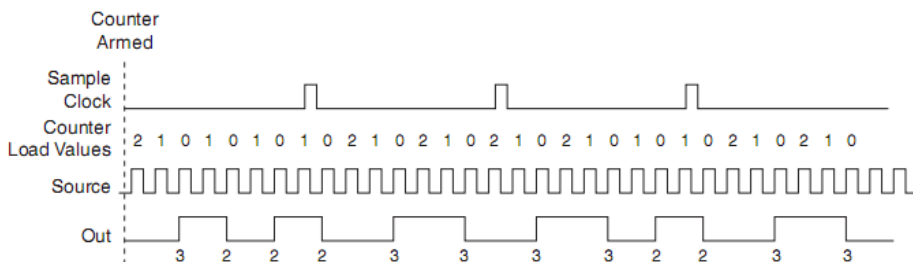 Counter
Armed
Sample
Clock
Counter
Load Values
2 1 0 1 0 1 0 1 0 2 1 0 2 1 0 2 1 0 2 1 0 1 0 1 0 2 1 0 2 1 0
Source
Out
3 2 2 2 3 3 3 3 2 2 3 3